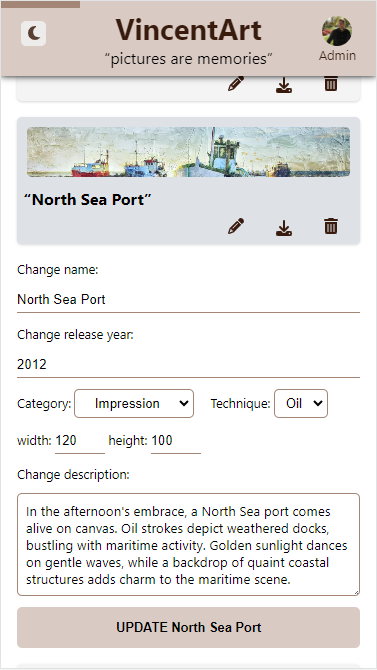 VincentArt
“pictures are memories”
Admin
“North Sea Port”
Change name:
North Sea Port
Change release year:
2012
Category: Impression Technique: Oil
width: 120 height: 100
Change description:
In the afternoon's embrace, a North Sea port comes
alive on canvas. Oil strokes depict weathered docks,
bustling with maritime activity. Golden sunlight dances
on gentle waves, while a backdrop of quaint coastal
structures adds charm to the maritime scene.
UPDATE North Sea Port